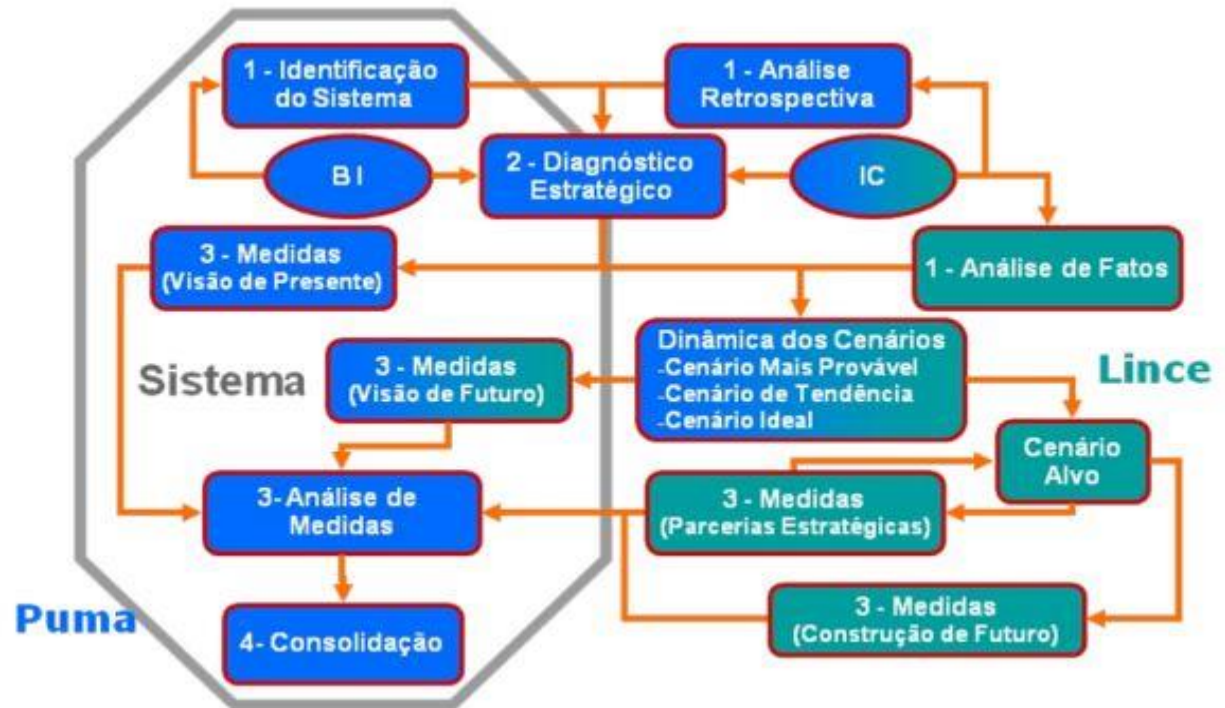 1 - Identificação
do Sistema
1 - Análise
Retrospectiva
BI
2 - Diagnóstico
Estratégico
IC
3 - Medidas
(Visão de Presente)
1 - Análise de Fatos
Dinâmica dos Cenários
-Cenário Mais Provável
-Cenário de Tendência
-Cenário Ideal
Lince
Sistema
3 - Medidas
(Visão de Futuro)
Cenário
Alvo
3- Análise de
Medidas
3 - Medidas
(Parcerias Estratégicas)
Puma
4- Consolidação
3 - Medidas
(Construção de Futuro)